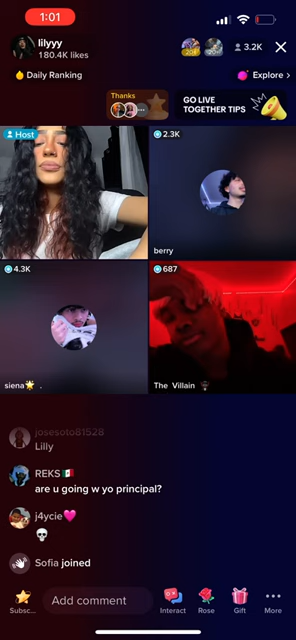 1:01
lilyyy
180.4K likes
3.2K
Daily Ranking
Explore >
Thanks
GO LIVE
TOGETHER TIPS
Host
2.3K
berry
4.3K
687
siena🌟 .
The Villain
josesoto81528
Lilly
REKS🇲🇽
are u going w yo principal?
j4ycie💗
💀
Sofia joined
Subsc...
Add comment
Interact
Rose
Gift
More